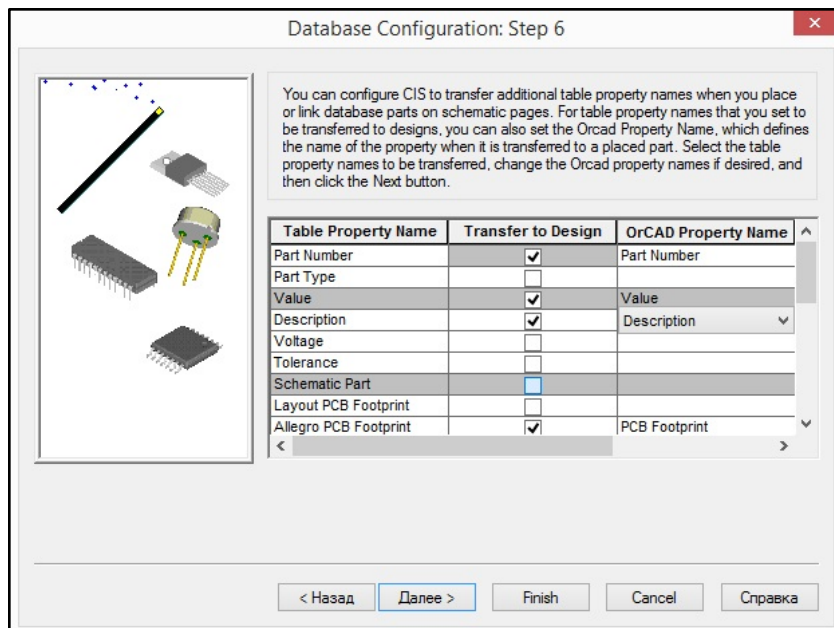 Database Configuration: Step 6
You can configure CIS to transfer additional table property names when you place
or link database parts on schematic pages. For table property names that you set to
be transferred to designs, you can also set the Orcad Property Name, which defines
the name of the property when it is transferred to a placed part. Select the table
property names to be transferred, change the Orcad property names if desired, and
then click the Next button.
Table Property Name Transfer to Design OrCAD Property Name
Part Number Part Number
Part Type
Value Value
Description Description
Voltage
Tolerance
Schematic Part
Layout PCB Footprint
Allegro PCB Footprint PCB Footprint
< Назад Далее > Finish Cancel Справка